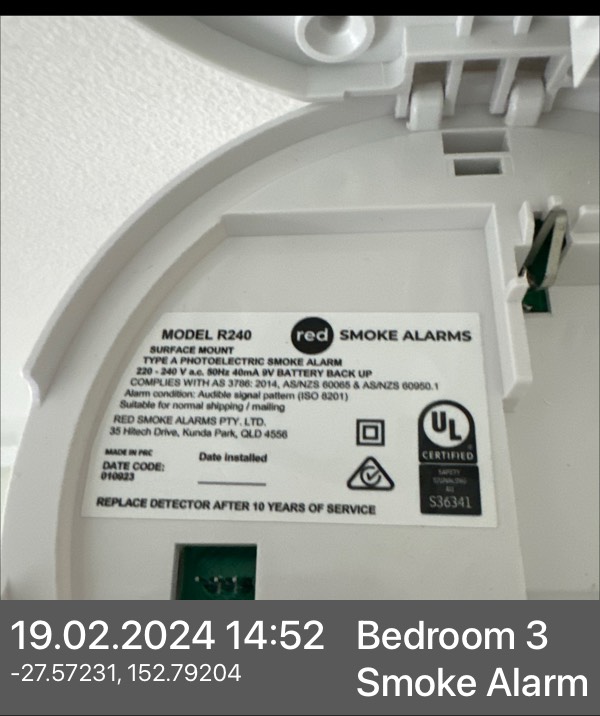 MODEL R240 red SMOKE ALARMS
SURFACE MOUNT
TYPE A PHOTOELECTRIC SMOKE ALARM
220 - 240 V a.c. 50Hz 40mA 9V BATTERY BACK UP
COMPLIES WITH AS 3786: 2014, AS/NZS 60065 & AS/NZS 60950.1
Alarm condition: Audible signal pattern (ISO 8201)
Suitable for normal shipping / mailing
RED SMOKE ALARMS PTY. LTD.
35 Hitech Drive, Kunda Park, QLD 4556
UL
CERTIFIED
SAFETY
SIGNALING
AU
S36341
MADE IN PRC
DATE CODE:
010923
Date installed
REPLACE DETECTOR AFTER 10 YEARS OF SERVICE
19.02.2024 14:52
-27.57231, 152.79204
Bedroom 3
Smoke Alarm